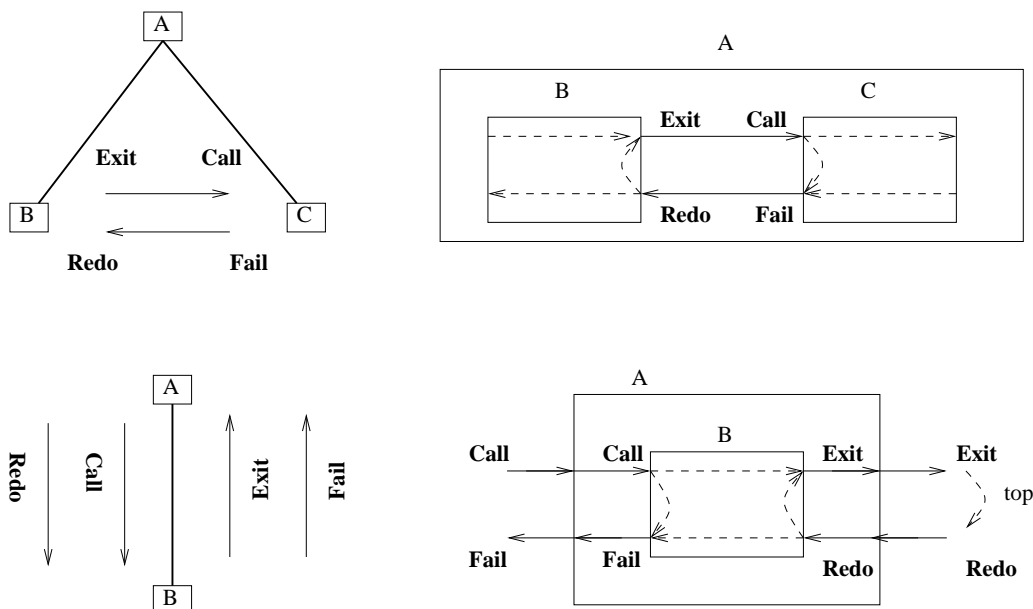 A
Exit Call
B C
Redo Fail
A
B C
Exit Call
Redo Fail
A
Redo Call Exit Fail
B
A
B
Call Call Exit Exit
top
Fail Fail Redo Redo